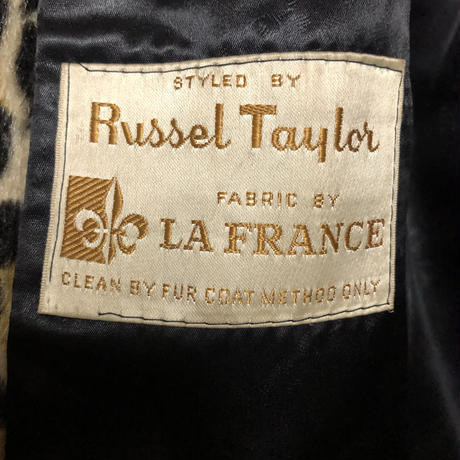 STYLED BY
Russel Taylor
FABRIC BY
LA FRANCE
CLEAN BY FUR COAT METHOD ONLY